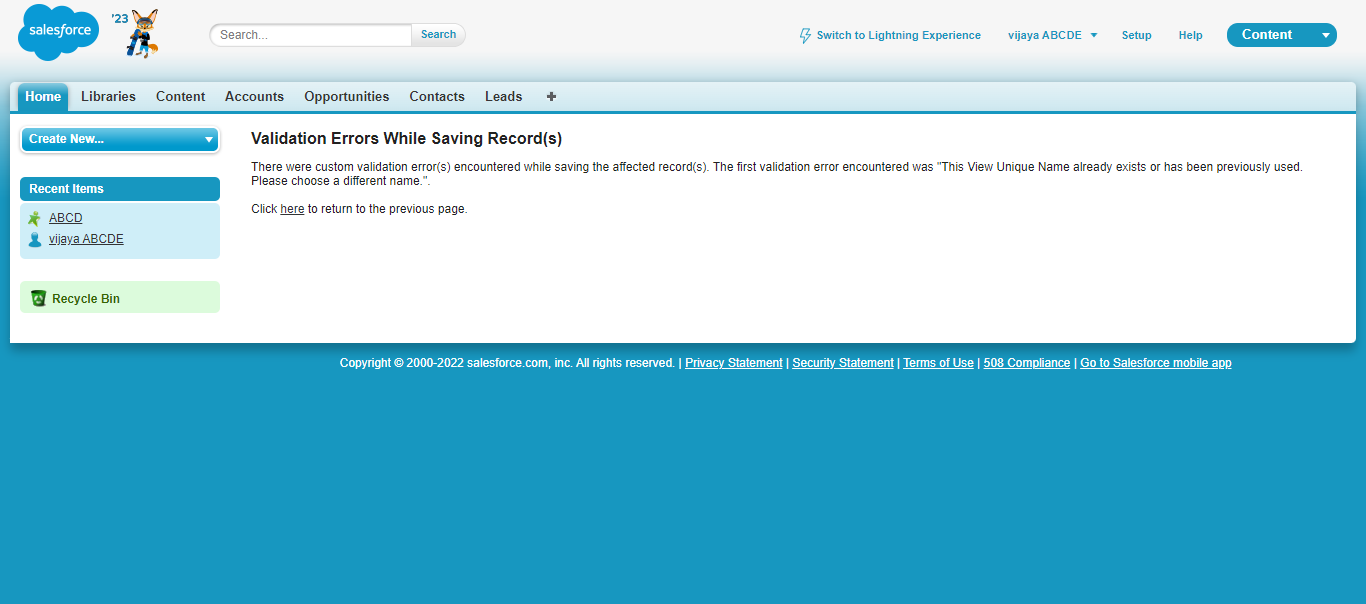 salesforce
'23
Search...
Search
Switch to Lightning Experience
vijaya ABCDE
Setup
Help
Content
Home Libraries Content Accounts Opportunities Contacts Leads +
Create New...
Recent Items
ABCD
vijaya ABCDE
Recycle Bin
Validation Errors While Saving Record(s)
There were custom validation error(s) encountered while saving the affected record(s). The first validation error encountered was "This View Unique Name already exists or has been previously used.
Please choose a different name.".
Click here to return to the previous page.
Copyright © 2000-2022 salesforce.com, inc. All rights reserved. | Privacy Statement | Security Statement | Terms of Use | 508 Compliance | Go to Salesforce mobile app